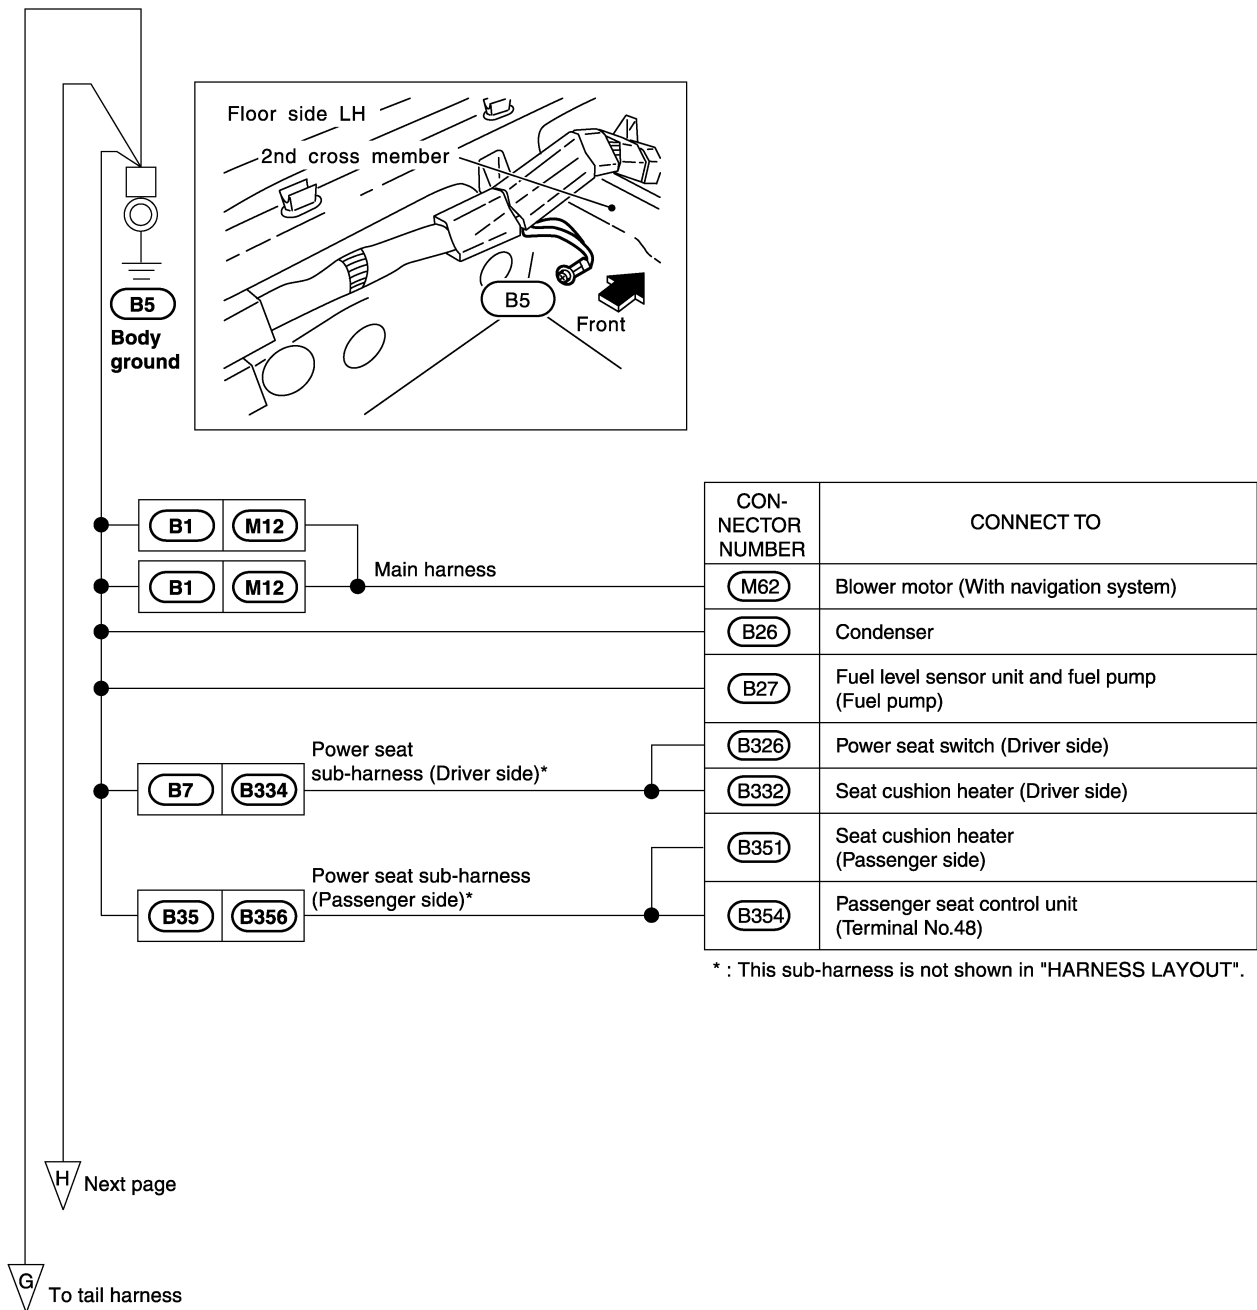 Floor side LH
2nd cross member
B5
Front
B5
Body
ground
B1 M12
B1 M12
Main harness
Power seat
sub-harness (Driver side)*
B7 B334
Power seat sub-harness
(Passenger side)*
B35 B356
CON-
NECTOR
NUMBER
CONNECT TO
M62 Blower motor (With navigation system)
B26 Condenser
B27 Fuel level sensor unit and fuel pump
(Fuel pump)
B326 Power seat switch (Driver side)
B332 Seat cushion heater (Driver side)
B351 Seat cushion heater
(Passenger side)
B354 Passenger seat control unit
(Terminal No.48)
* : This sub-harness is not shown in "HARNESS LAYOUT".
H Next page
G To tail harness